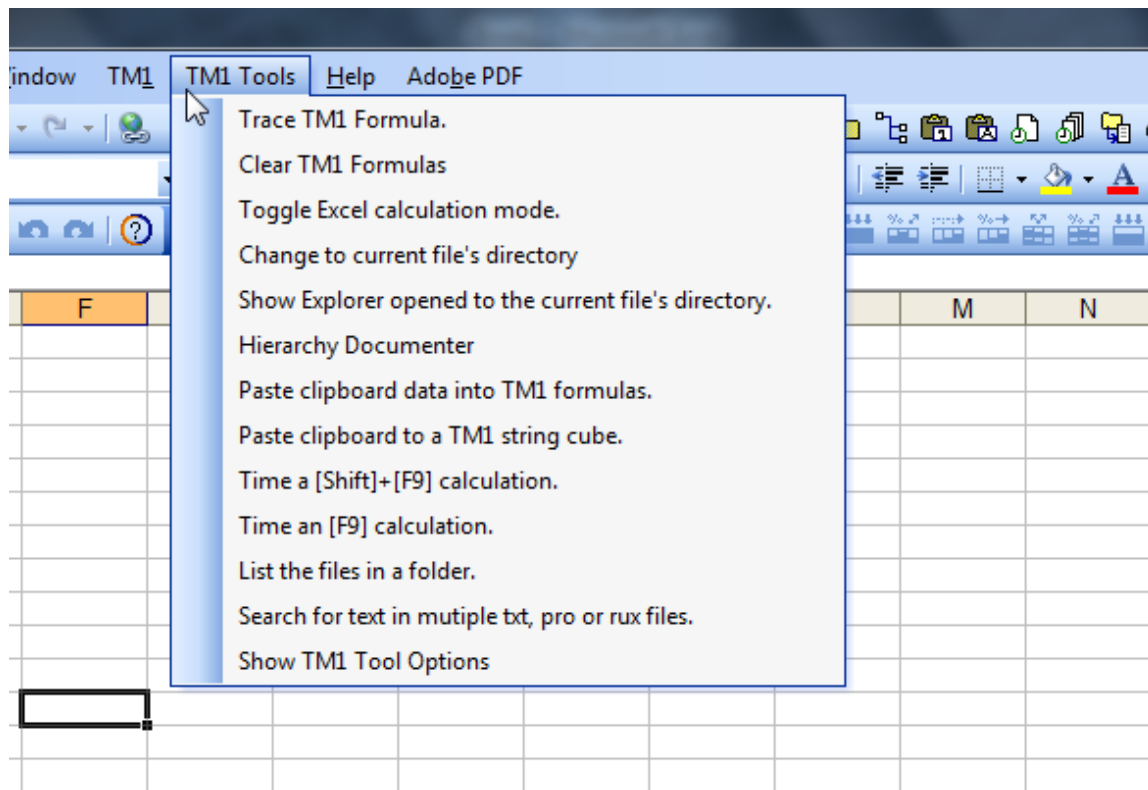 indow TM1 TM1 Tools Help Adobe PDF
Trace TM1 Formula.
Clear TM1 Formulas
Toggle Excel calculation mode.
Change to current file's directory
Show Explorer opened to the current file's directory.
Hierarchy Documenter
Paste clipboard data into TM1 formulas.
Paste clipboard to a TM1 string cube.
Time a [Shift]+[F9] calculation.
Time an [F9] calculation.
List the files in a folder.
Search for text in mutiple txt, pro or rux files.
Show TM1 Tool Options
F M N